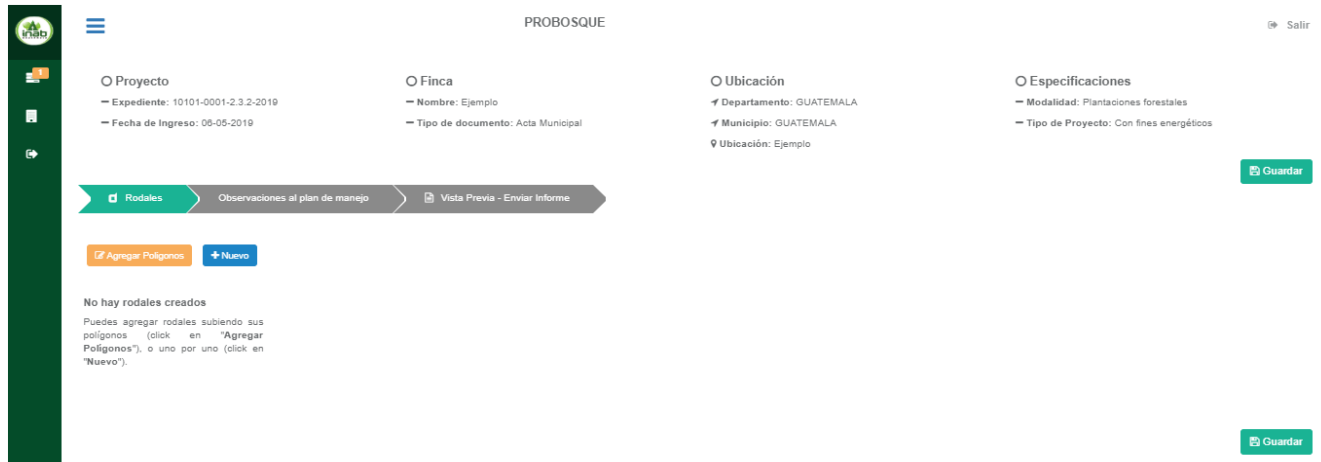 inab
PROBOSQUE
Salir
1
Proyecto
Expediente: 10101-0001-2.3.2-2019
Fecha de Ingreso: 06-05-2019
Finca
Nombre: Ejemplo
Tipo de documento: Acta Municipal
Ubicación
Departamento: GUATEMALA
Municipio: GUATEMALA
Ubicación: Ejemplo
Especificaciones
Modalidad: Plantaciones forestales
Tipo de Proyecto: Con fines energéticos
Guardar
Rodales
Observaciones al plan de manejo
Vista Previa - Enviar Informe
Agregar Poligonos
Nuevo
No hay rodales creados
Puedes agregar rodales subiendo sus
polígonos (click en "Agregar
Polígonos"), o uno por uno (click en
"Nuevo").
Guardar